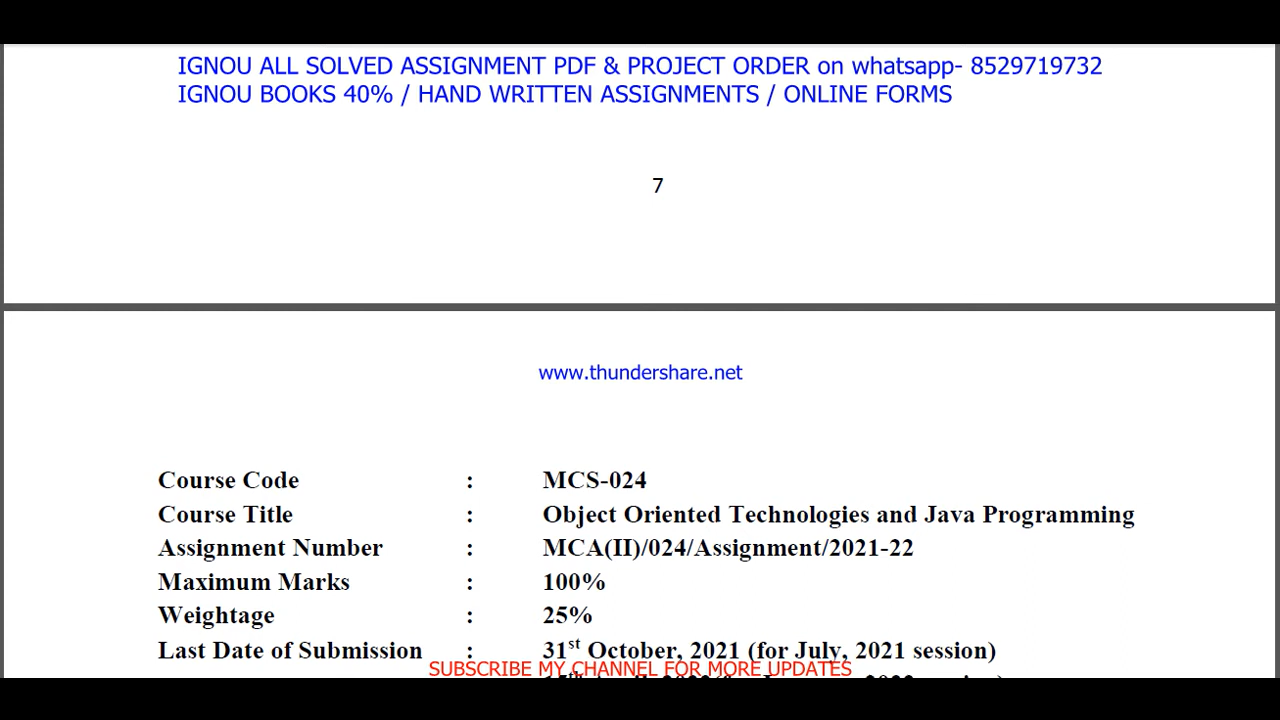 IGNOU ALL SOLVED ASSIGNMENT PDF & PROJECT ORDER on whatsapp- 8529719732
IGNOU BOOKS 40% / HAND WRITTEN ASSIGNMENTS / ONLINE FORMS
7
www.thundershare.net
Course Code : MCS-024
Course Title : Object Oriented Technologies and Java Programming
Assignment Number : MCA(II)/024/Assignment/2021-22
Maximum Marks : 100%
Weightage : 25%
Last Date of Submission : 31st October, 2021 (for July, 2021 session)
SUBSCRIBE MY CHANNEL FOR MORE UPDATES